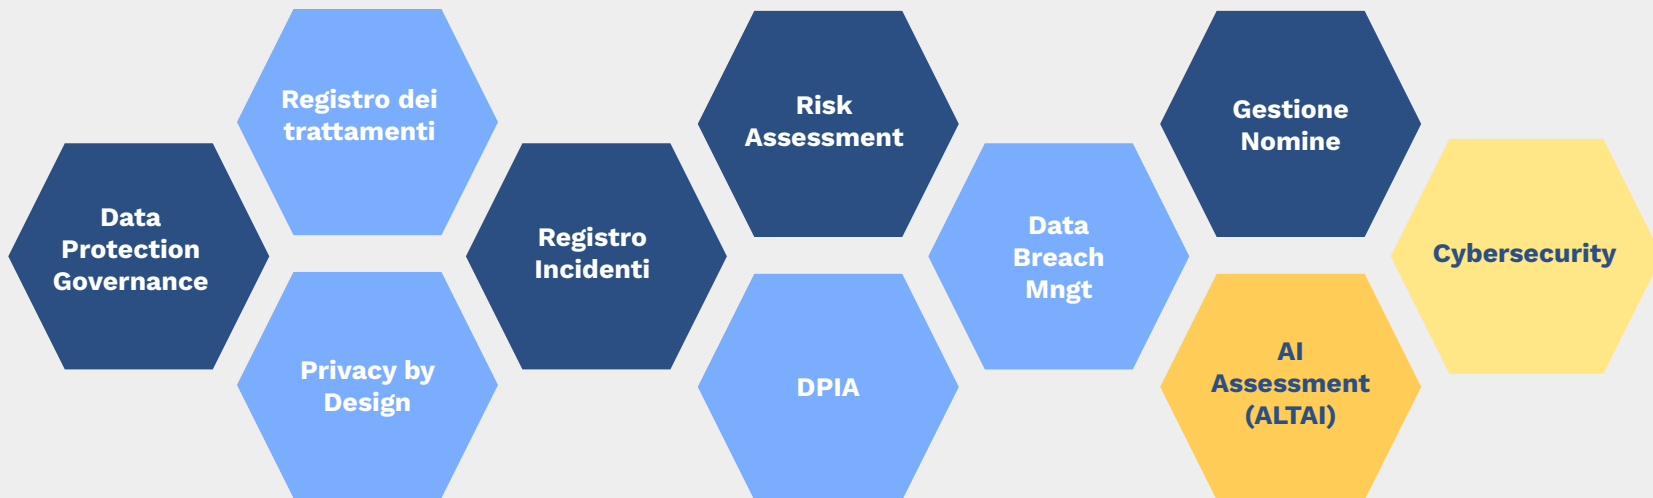 Data
Protection
Governance
Registro dei
trattamenti
Privacy by
Design
Registro
Incidenti
Risk
Assessment
DPIA
Data
Breach
Mngt
Gestione
Nomine
AI
Assessment
(ALTAI)
Cybersecurity